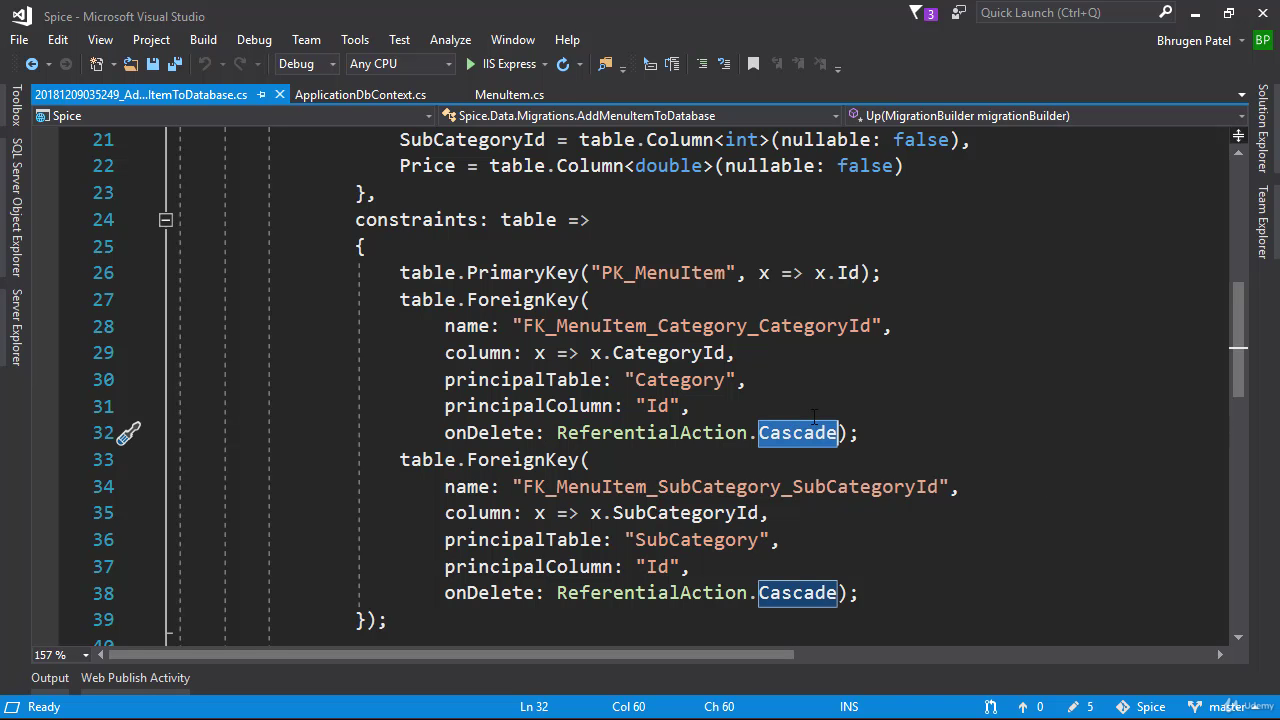 Spice - Microsoft Visual Studio
3
Quick Launch (Ctrl+Q)
File Edit View Project Build Debug Team Tools Test Analyze Window Help
Bhrugen Patel BP
Debug Any CPU IIS Express
20181209035249_Ad...ItemToDatabase.cs ApplicationDbContext.cs MenuItem.cs
Spice Spice.Data.Migrations.AddMenuItemToDatabase Up(MigrationBuilder migrationBuilder)
Toolbox
SQL Server Object Explorer
Server Explorer
Solution Explorer
Team Explorer
21 SubCategoryId = table.Column<int>(nullable: false),
22 Price = table.Column<double>(nullable: false)
23 },
24 constraints: table =>
25 {
26 table.PrimaryKey("PK_MenuItem", x => x.Id);
27 table.ForeignKey(
28 name: "FK_MenuItem_Category_CategoryId",
29 column: x => x.CategoryId,
30 principalTable: "Category",
31 principalColumn: "Id",
32 onDelete: ReferentialAction.Cascade);
33 table.ForeignKey(
34 name: "FK_MenuItem_SubCategory_SubCategoryId",
35 column: x => x.SubCategoryId,
36 principalTable: "SubCategory",
37 principalColumn: "Id",
38 onDelete: ReferentialAction.Cascade);
39 });
40
157 %
Output Web Publish Activity
Ready Ln 32 Col 60 Ch 60 INS 0 5 Spice master
Udemy